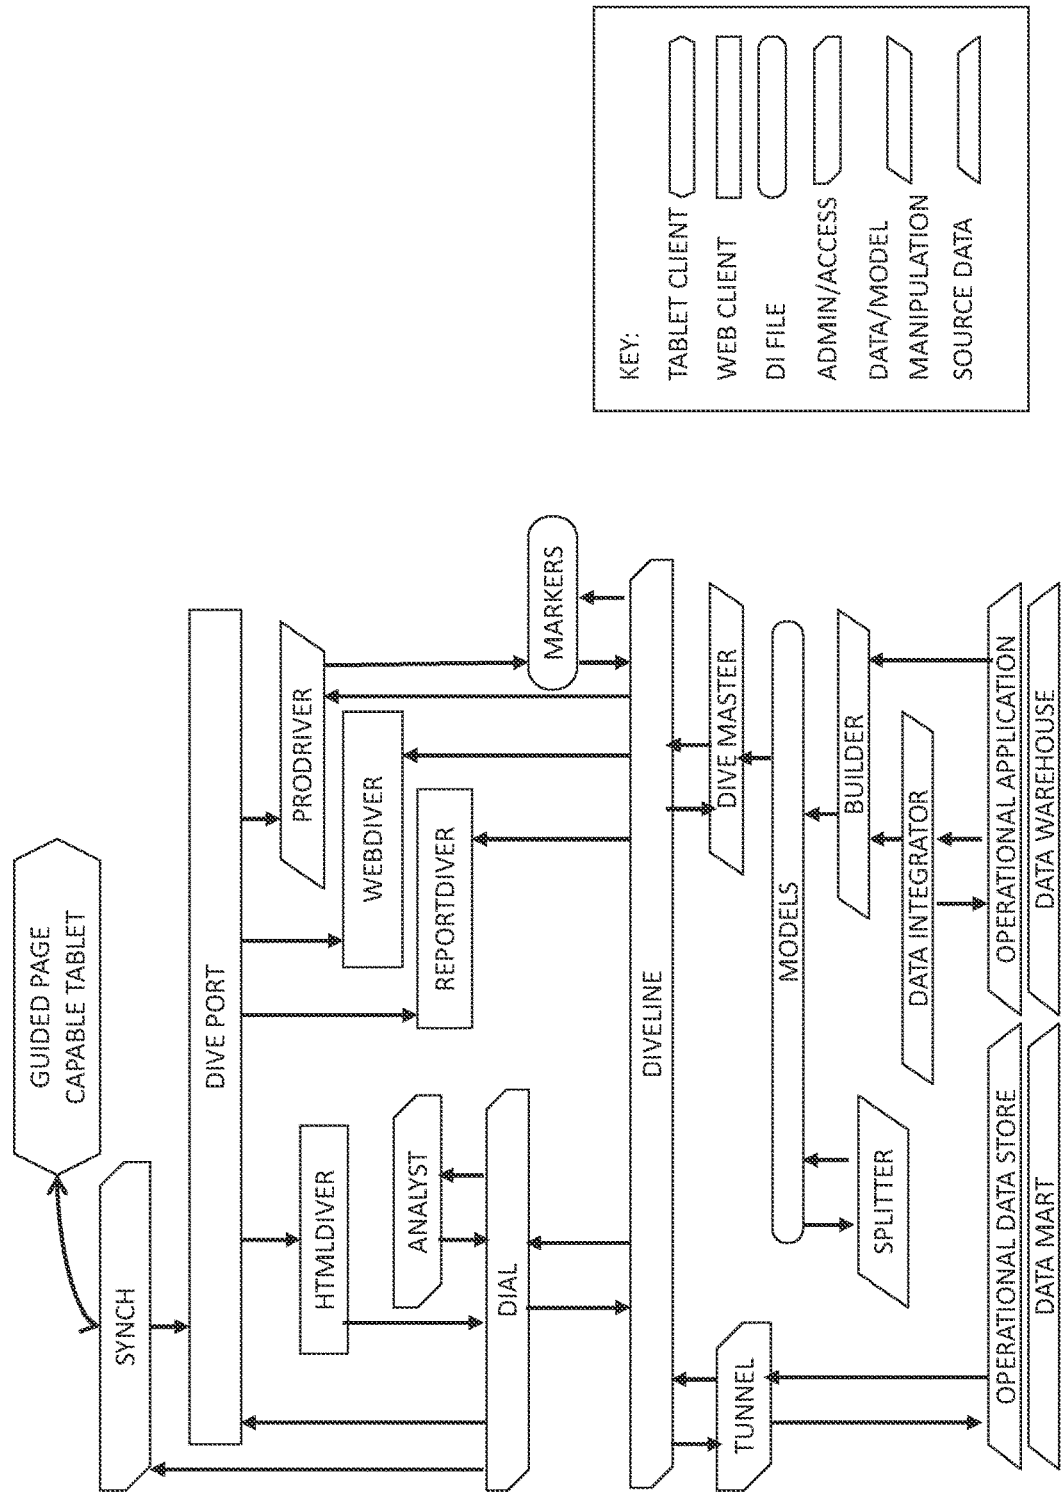 GUIDED PAGE
CAPABLE TABLET
SYNCH
DIVE PORT
HTMLDIVER
PRODRIVER
WEBDIVER
ANALYST
REPORTDIVER
DIAL
MARKERS
DIVELINE
TUNNEL
DIVE MASTER
MODELS
SPLITTER
BUILDER
DATA INTEGRATOR
OPERATIONAL DATA STORE
OPERATIONAL APPLICATION
DATA MART
DATA WAREHOUSE
KEY:
TABLET CLIENT
WEB CLIENT
DI FILE
ADMIN/ACCESS
DATA/MODEL
MANIPULATION
SOURCE DATA